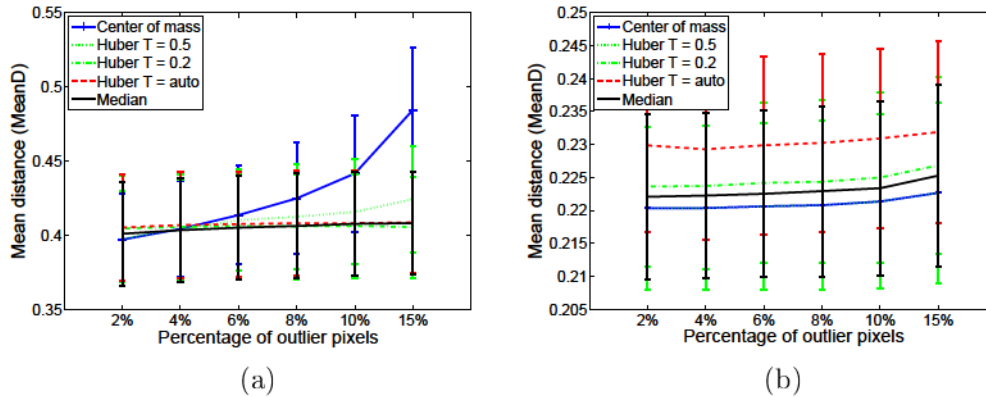 0.55
0.5
0.45
0.4
0.35
Mean distance (MeanD)
Center of mass
Huber T = 0.5
Huber T = 0.2
Huber T = auto
Median
2% 4% 6% 8% 10% 15%
Percentage of outlier pixels
(a)
0.25
0.245
0.24
0.235
0.23
0.225
0.22
0.215
0.21
0.205
Mean distance (MeanD)
Center of mass
Huber T = 0.5
Huber T = 0.2
Huber T = auto
Median
2% 4% 6% 8% 10% 15%
Percentage of outlier pixels
(b)